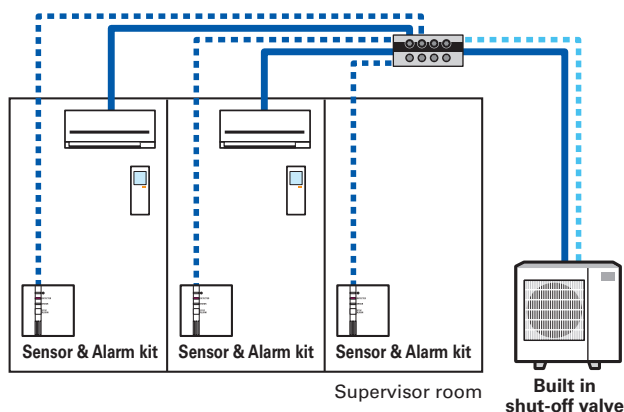 Sensor & Alarm kit
Sensor & Alarm kit
Sensor & Alarm kit
Supervisor room
Built in
shut-off valve